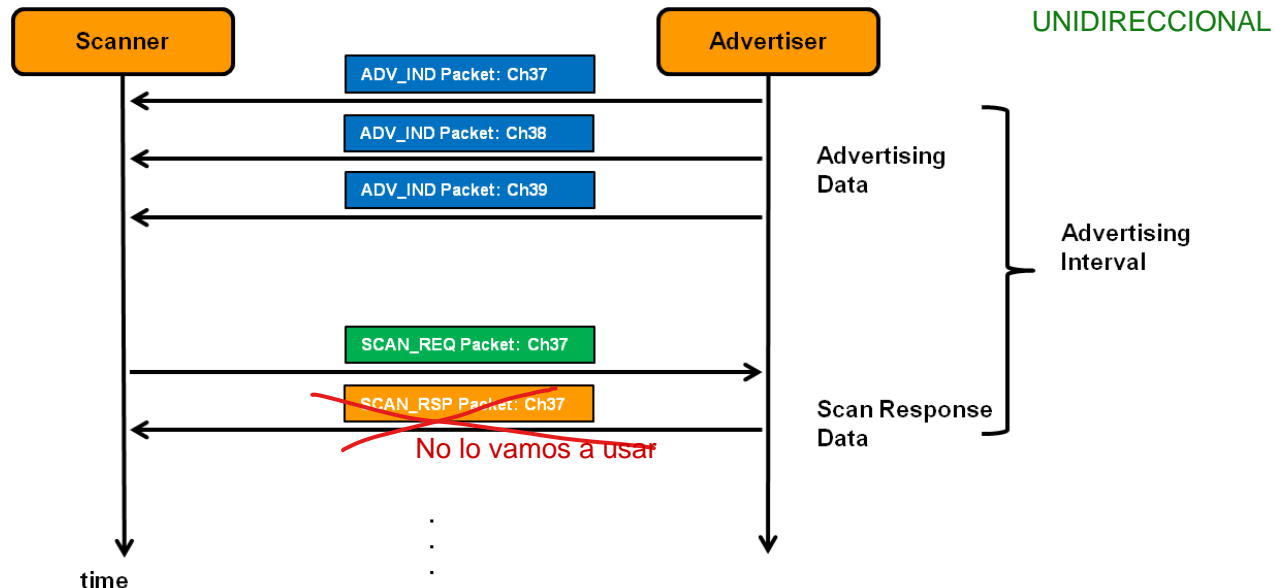 UNIDIRECCIONAL
Scanner
Advertiser
ADV_IND Packet: Ch37
ADV_IND Packet: Ch38
ADV_IND Packet: Ch39
Advertising
Data
Advertising
Interval
SCAN_REQ Packet: Ch37
SCAN_RSP Packet: Ch37
Scan Response
Data
No lo vamos a usar
time